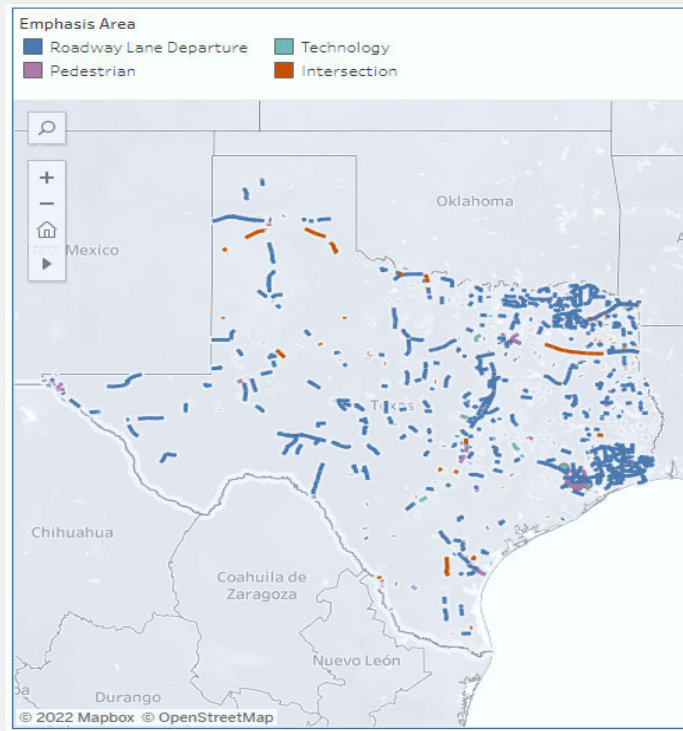 Emphasis Area
Roadway Lane Departure
Technology
Pedestrian
Intersection
Oklahoma
New Mexico
A
Texas
Chihuahua
Coahuila de
Zaragoza
Nuevo León
Durango
© 2022 Mapbox © OpenStreetMap